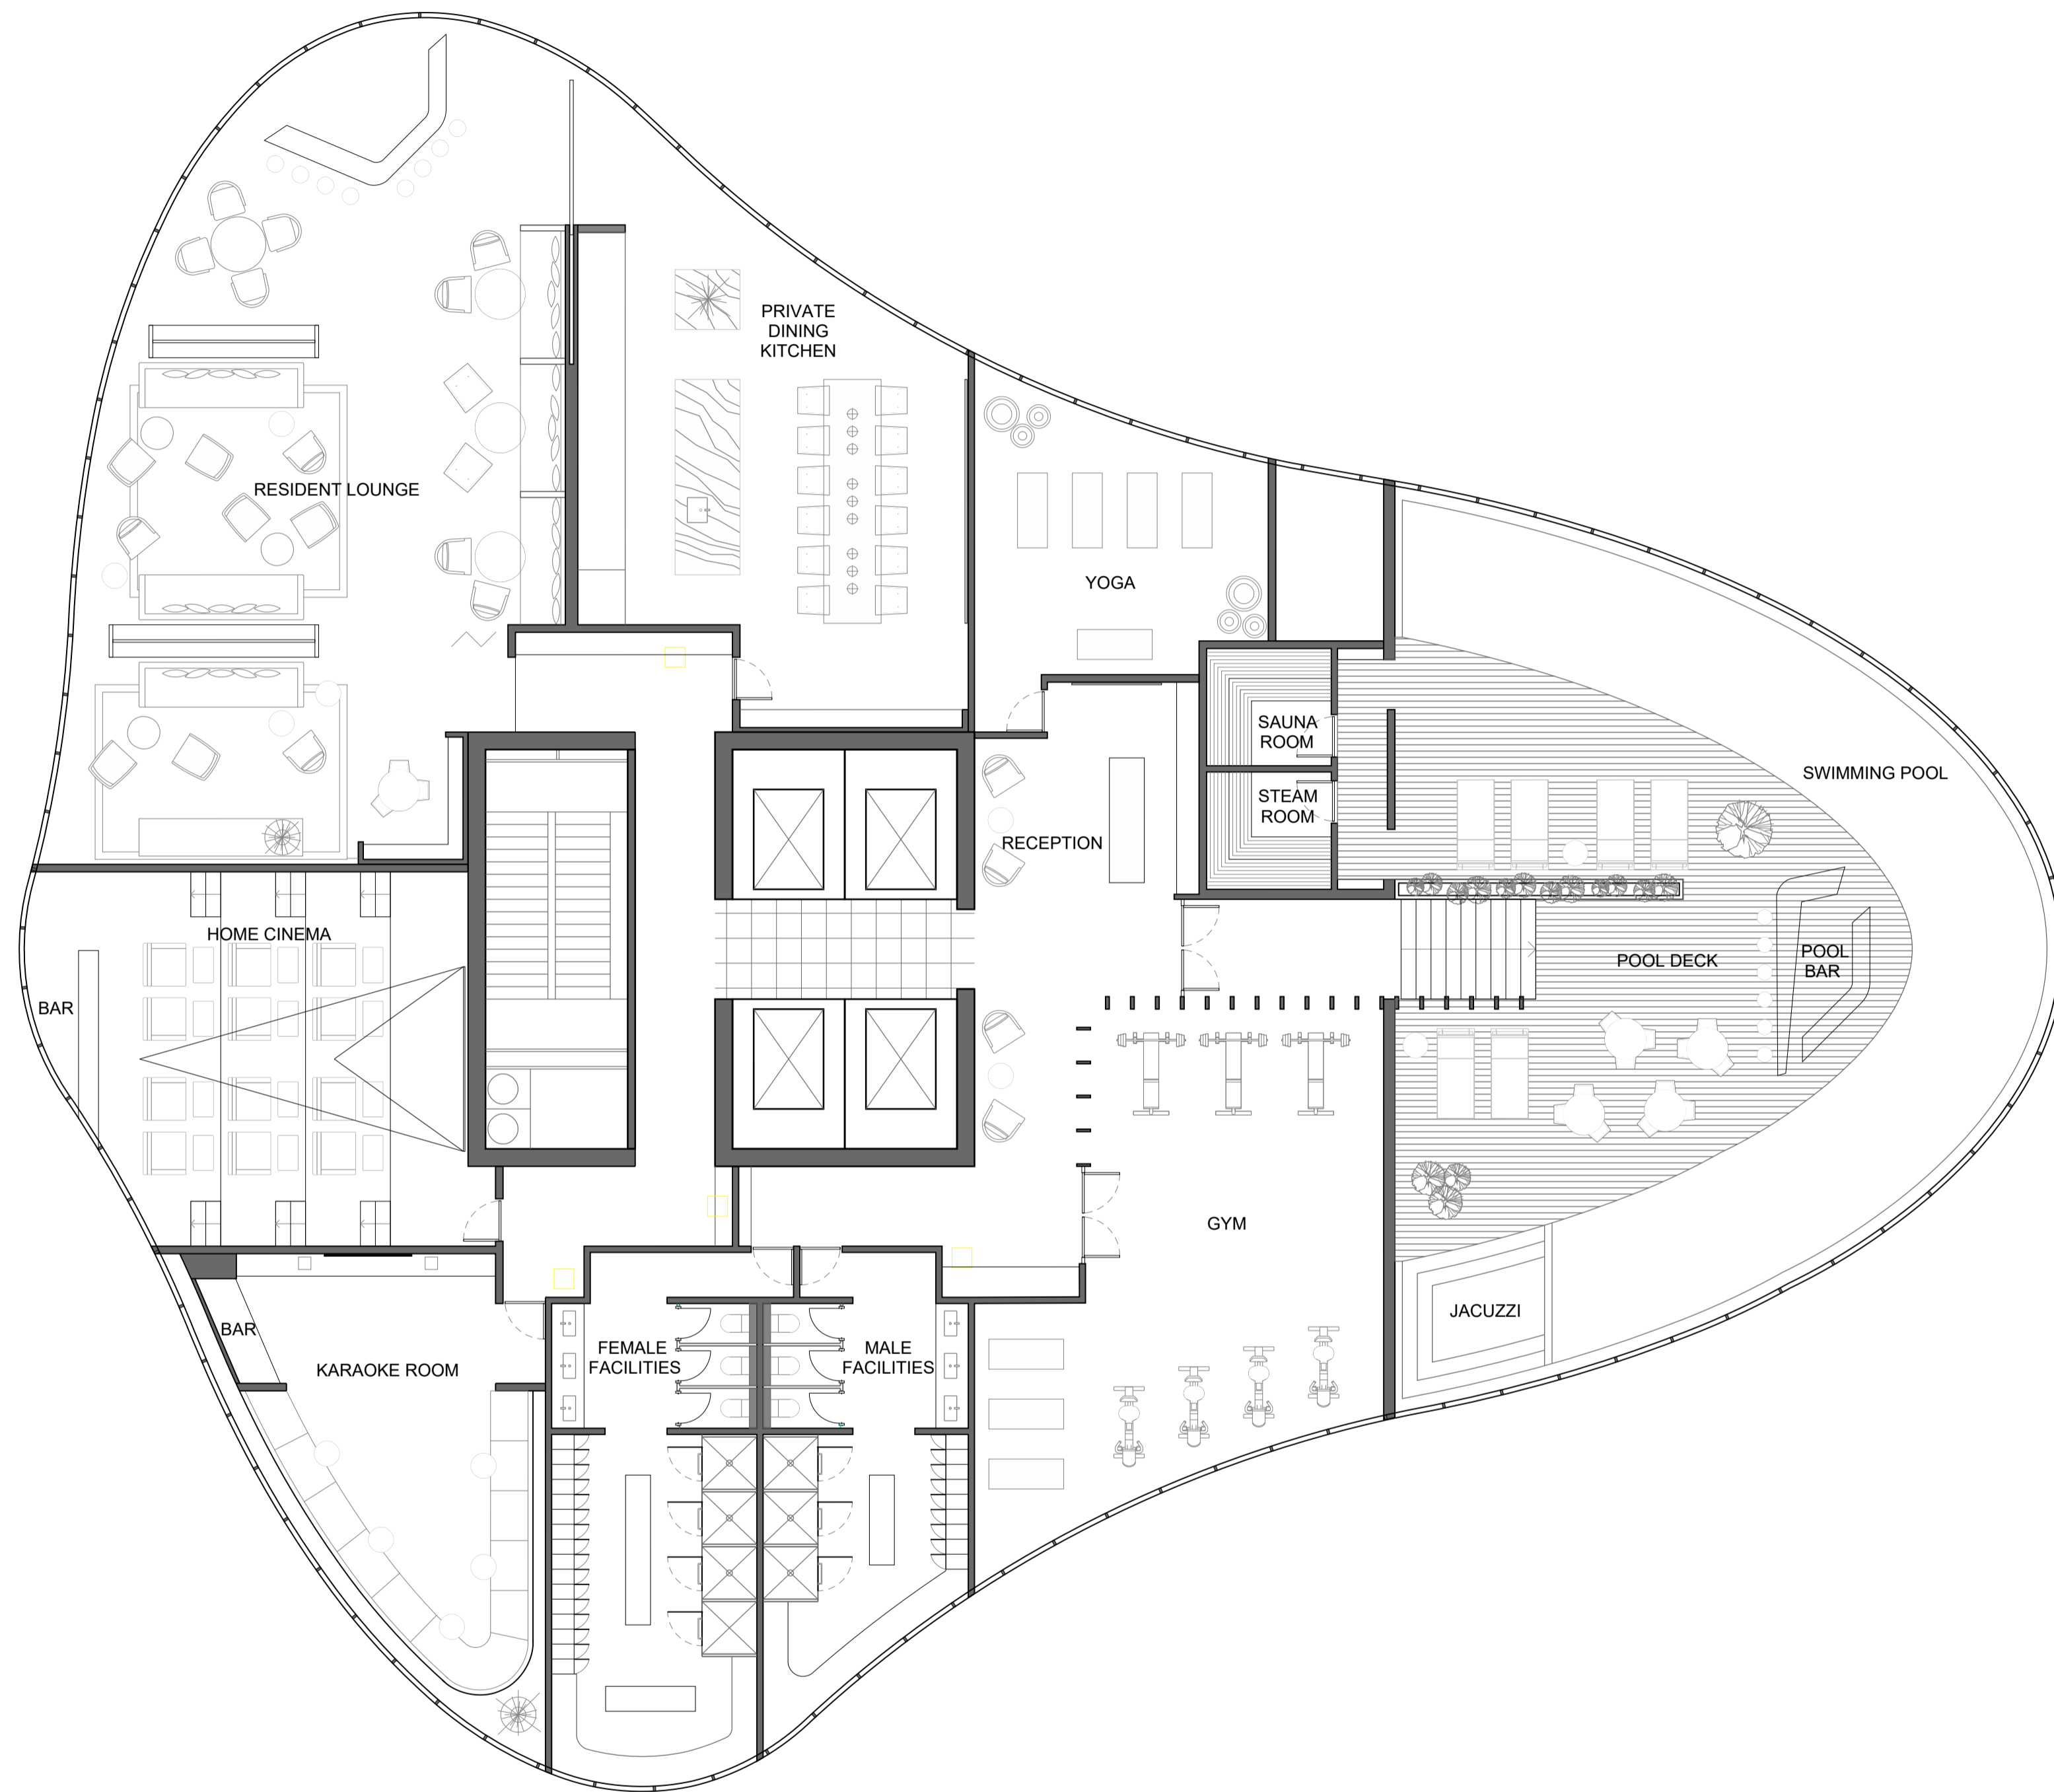 PRIVATE
DINING
KITCHEN
RESIDENT LOUNGE
YOGA
SAUNA
ROOM
SWIMMING POOL
STEAM
ROOM
RECEPTION
HOME CINEMA
POOL DECK
POOL
BAR
BAR
GYM
JACUZZI
BAR
KARAOKE ROOM
FEMALE
FACILITIES
MALE
FACILITIES